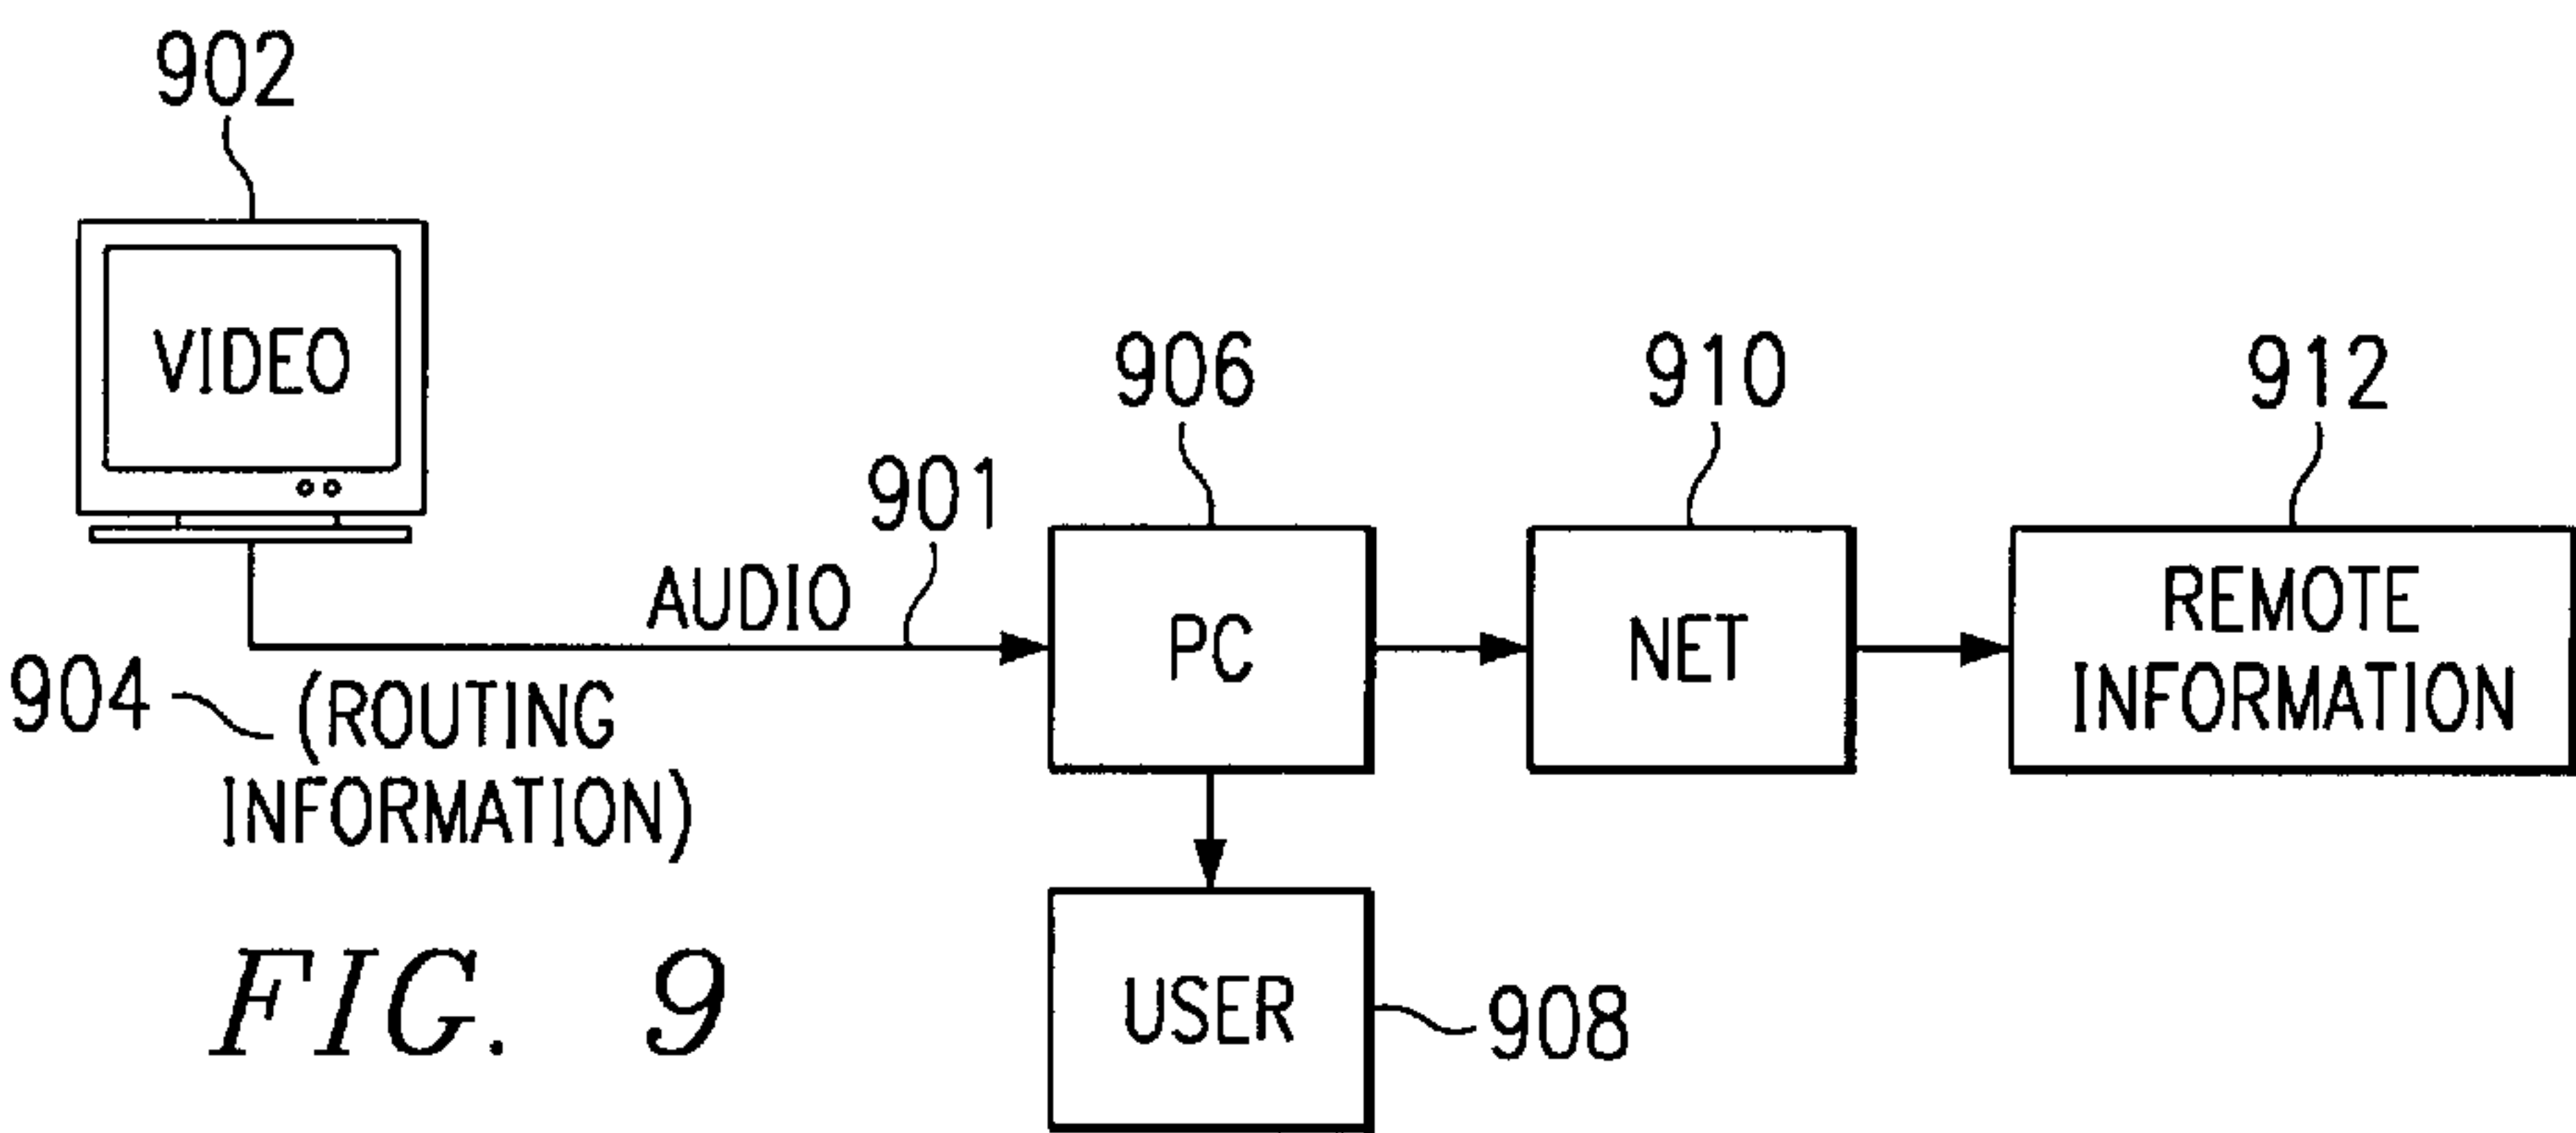 902
VIDEO
906
910
912
901
AUDIO
PC
NET
REMOTE
INFORMATION
904
(ROUTING
INFORMATION)
USER
908
FIG. 9